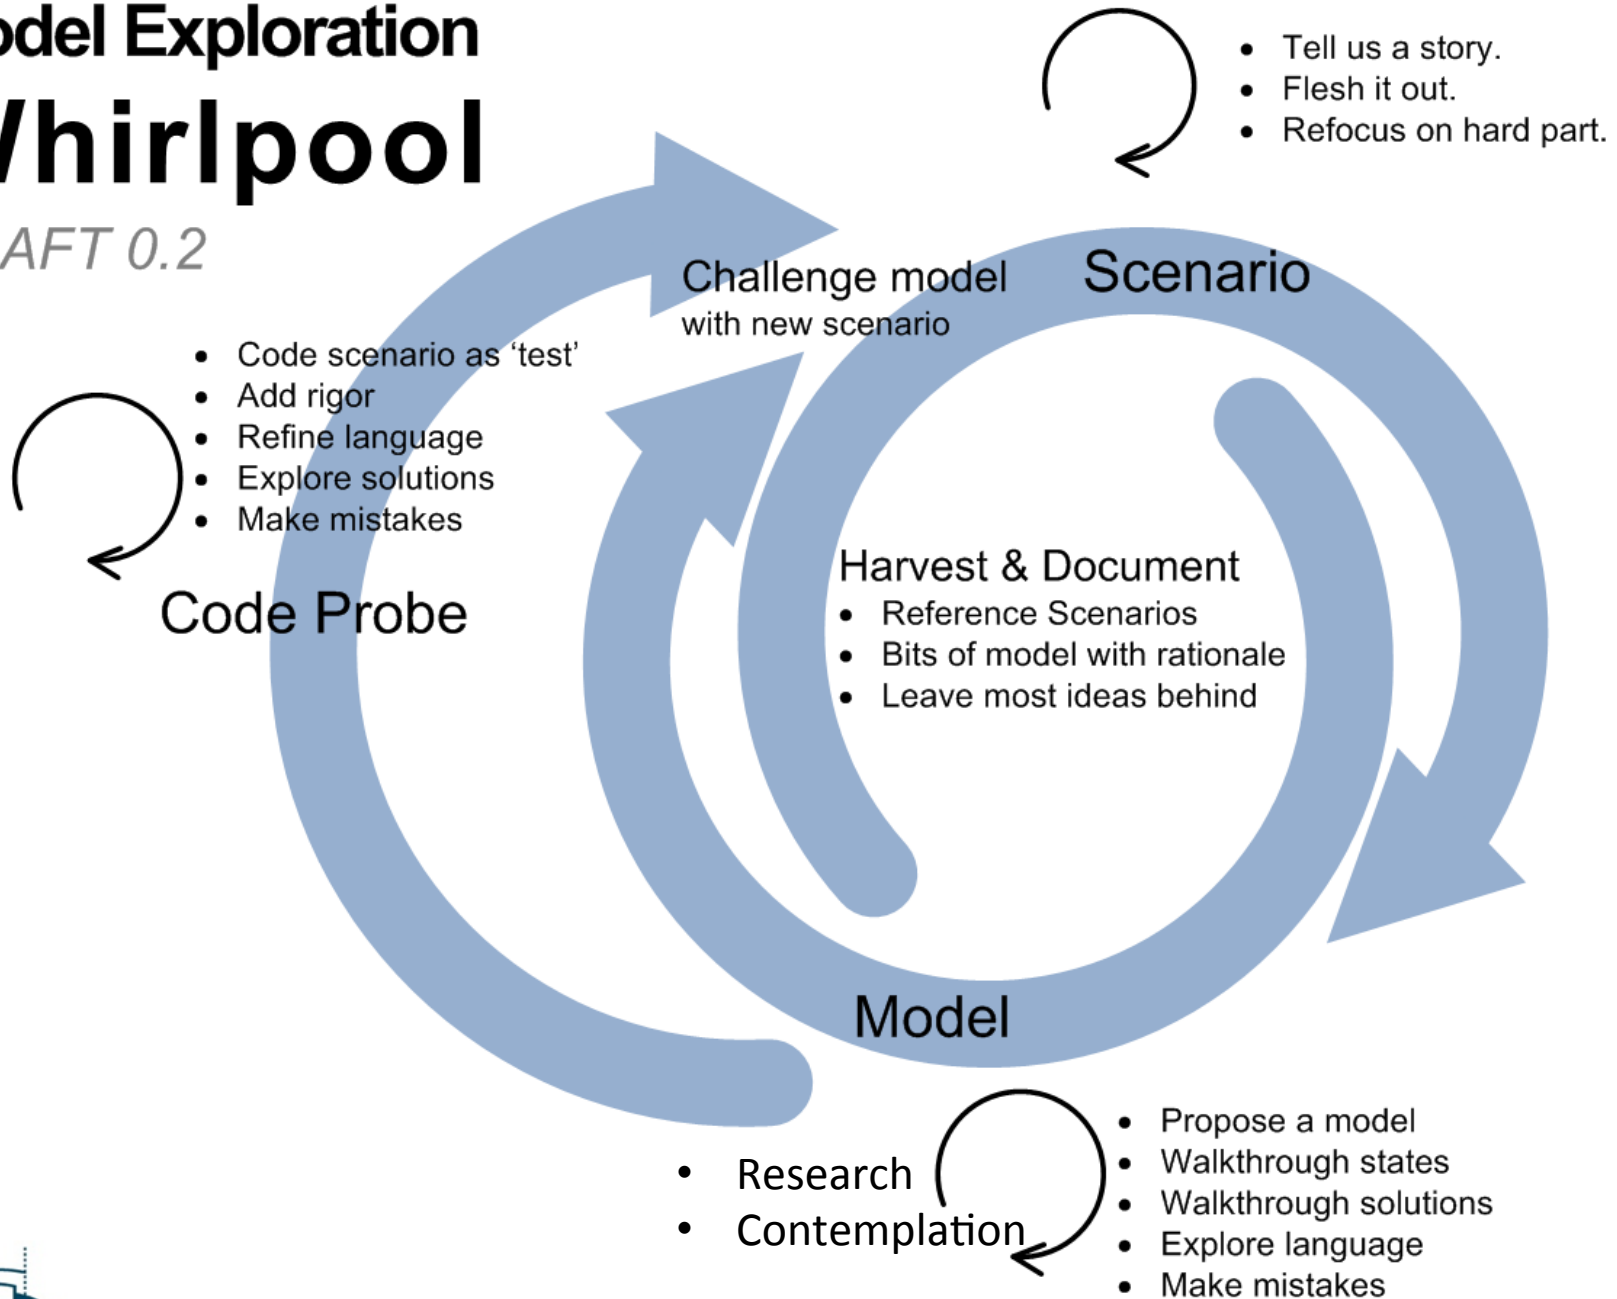 odel Exploration
Whirlpool
AFT 0.2
• Tell us a story.
• Flesh it out.
• Refocus on hard part.
Challenge model
with new scenario
Scenario
• Code scenario as ‘test’
• Add rigor
• Refine language
• Explore solutions
• Make mistakes
Code Probe
Harvest & Document
• Reference Scenarios
• Bits of model with rationale
• Leave most ideas behind
Model
• Research
• Contemplation
• Propose a model
• Walkthrough states
• Walkthrough solutions
• Explore language
• Make mistakes